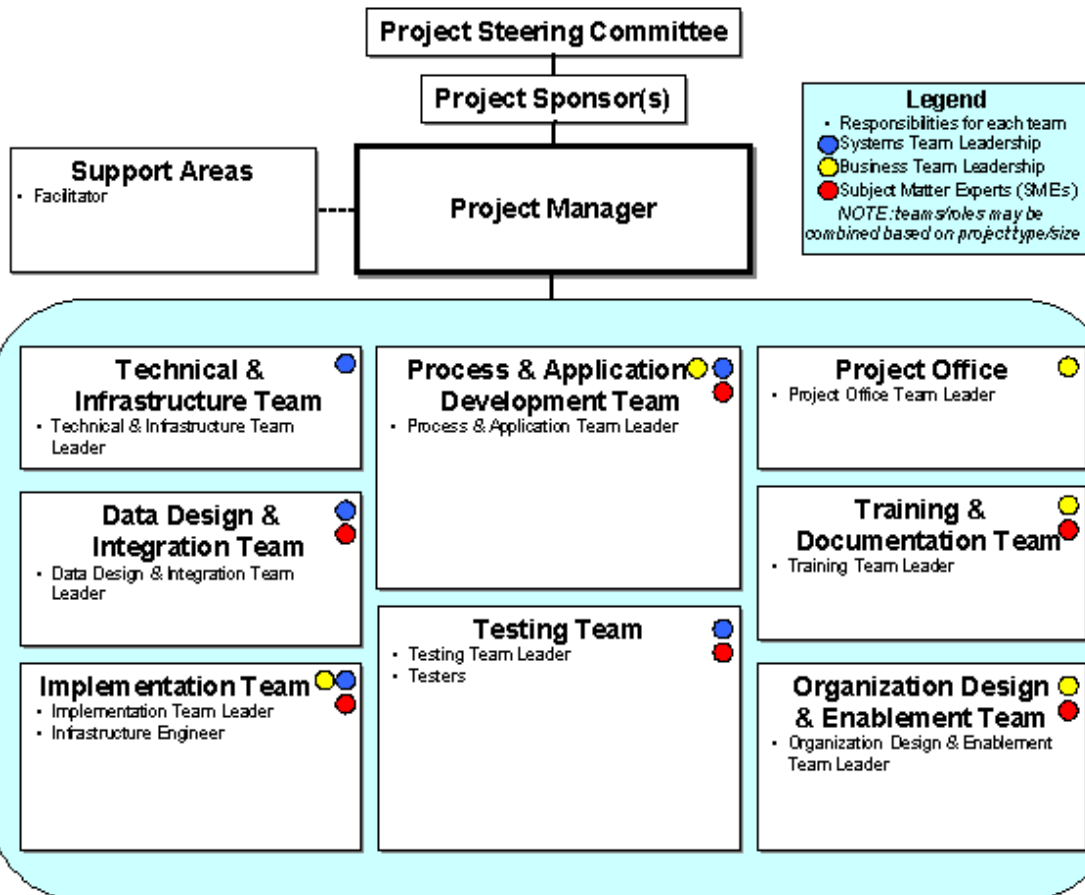 Project Steering Committee
Project Sponsor(s)
Legend
• Responsibilities for each team
Systems Team Leadership
Business Team Leadership
Subject Matter Experts (SMEs)
NOTE: teams/roles may be
combined based on project type/size
Support Areas
• Facilitator
Project Manager
Technical &
Infrastructure Team
• Technical & Infrastructure Team
Leader
Process & Application
Development Team
• Process & Application Team Leader
Project Office
• Project Office Team Leader
Data Design &
Integration Team
• Data Design & Integration Team
Leader
Training &
Documentation Team
• Training Team Leader
Testing Team
• Testing Team Leader
• Testers
Implementation Team
• Implementation Team Leader
• Infrastructure Engineer
Organization Design
& Enablement Team
• Organization Design & Enablement
Team Leader